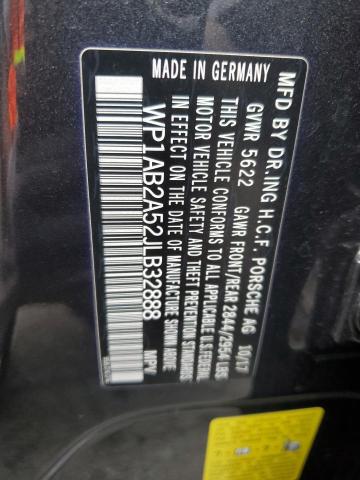 MFD BY DR.ING H.C.F. PORSCHE AG 10/17
GVWR 5622 GAWR FRONT/REAR 2844/2954 LBS
THIS VEHICLE CONFORMS TO ALL APPLICABLE U.S.FEDERAL
MOTOR VEHICLE SAFETY AND THEFT PREVENTION STANDARDS
IN EFFECT ON THE DATE OF MANUFACTURE SHOWN ABOVE
MADE IN GERMANY
WP1AB2A52JLB32888
MPV